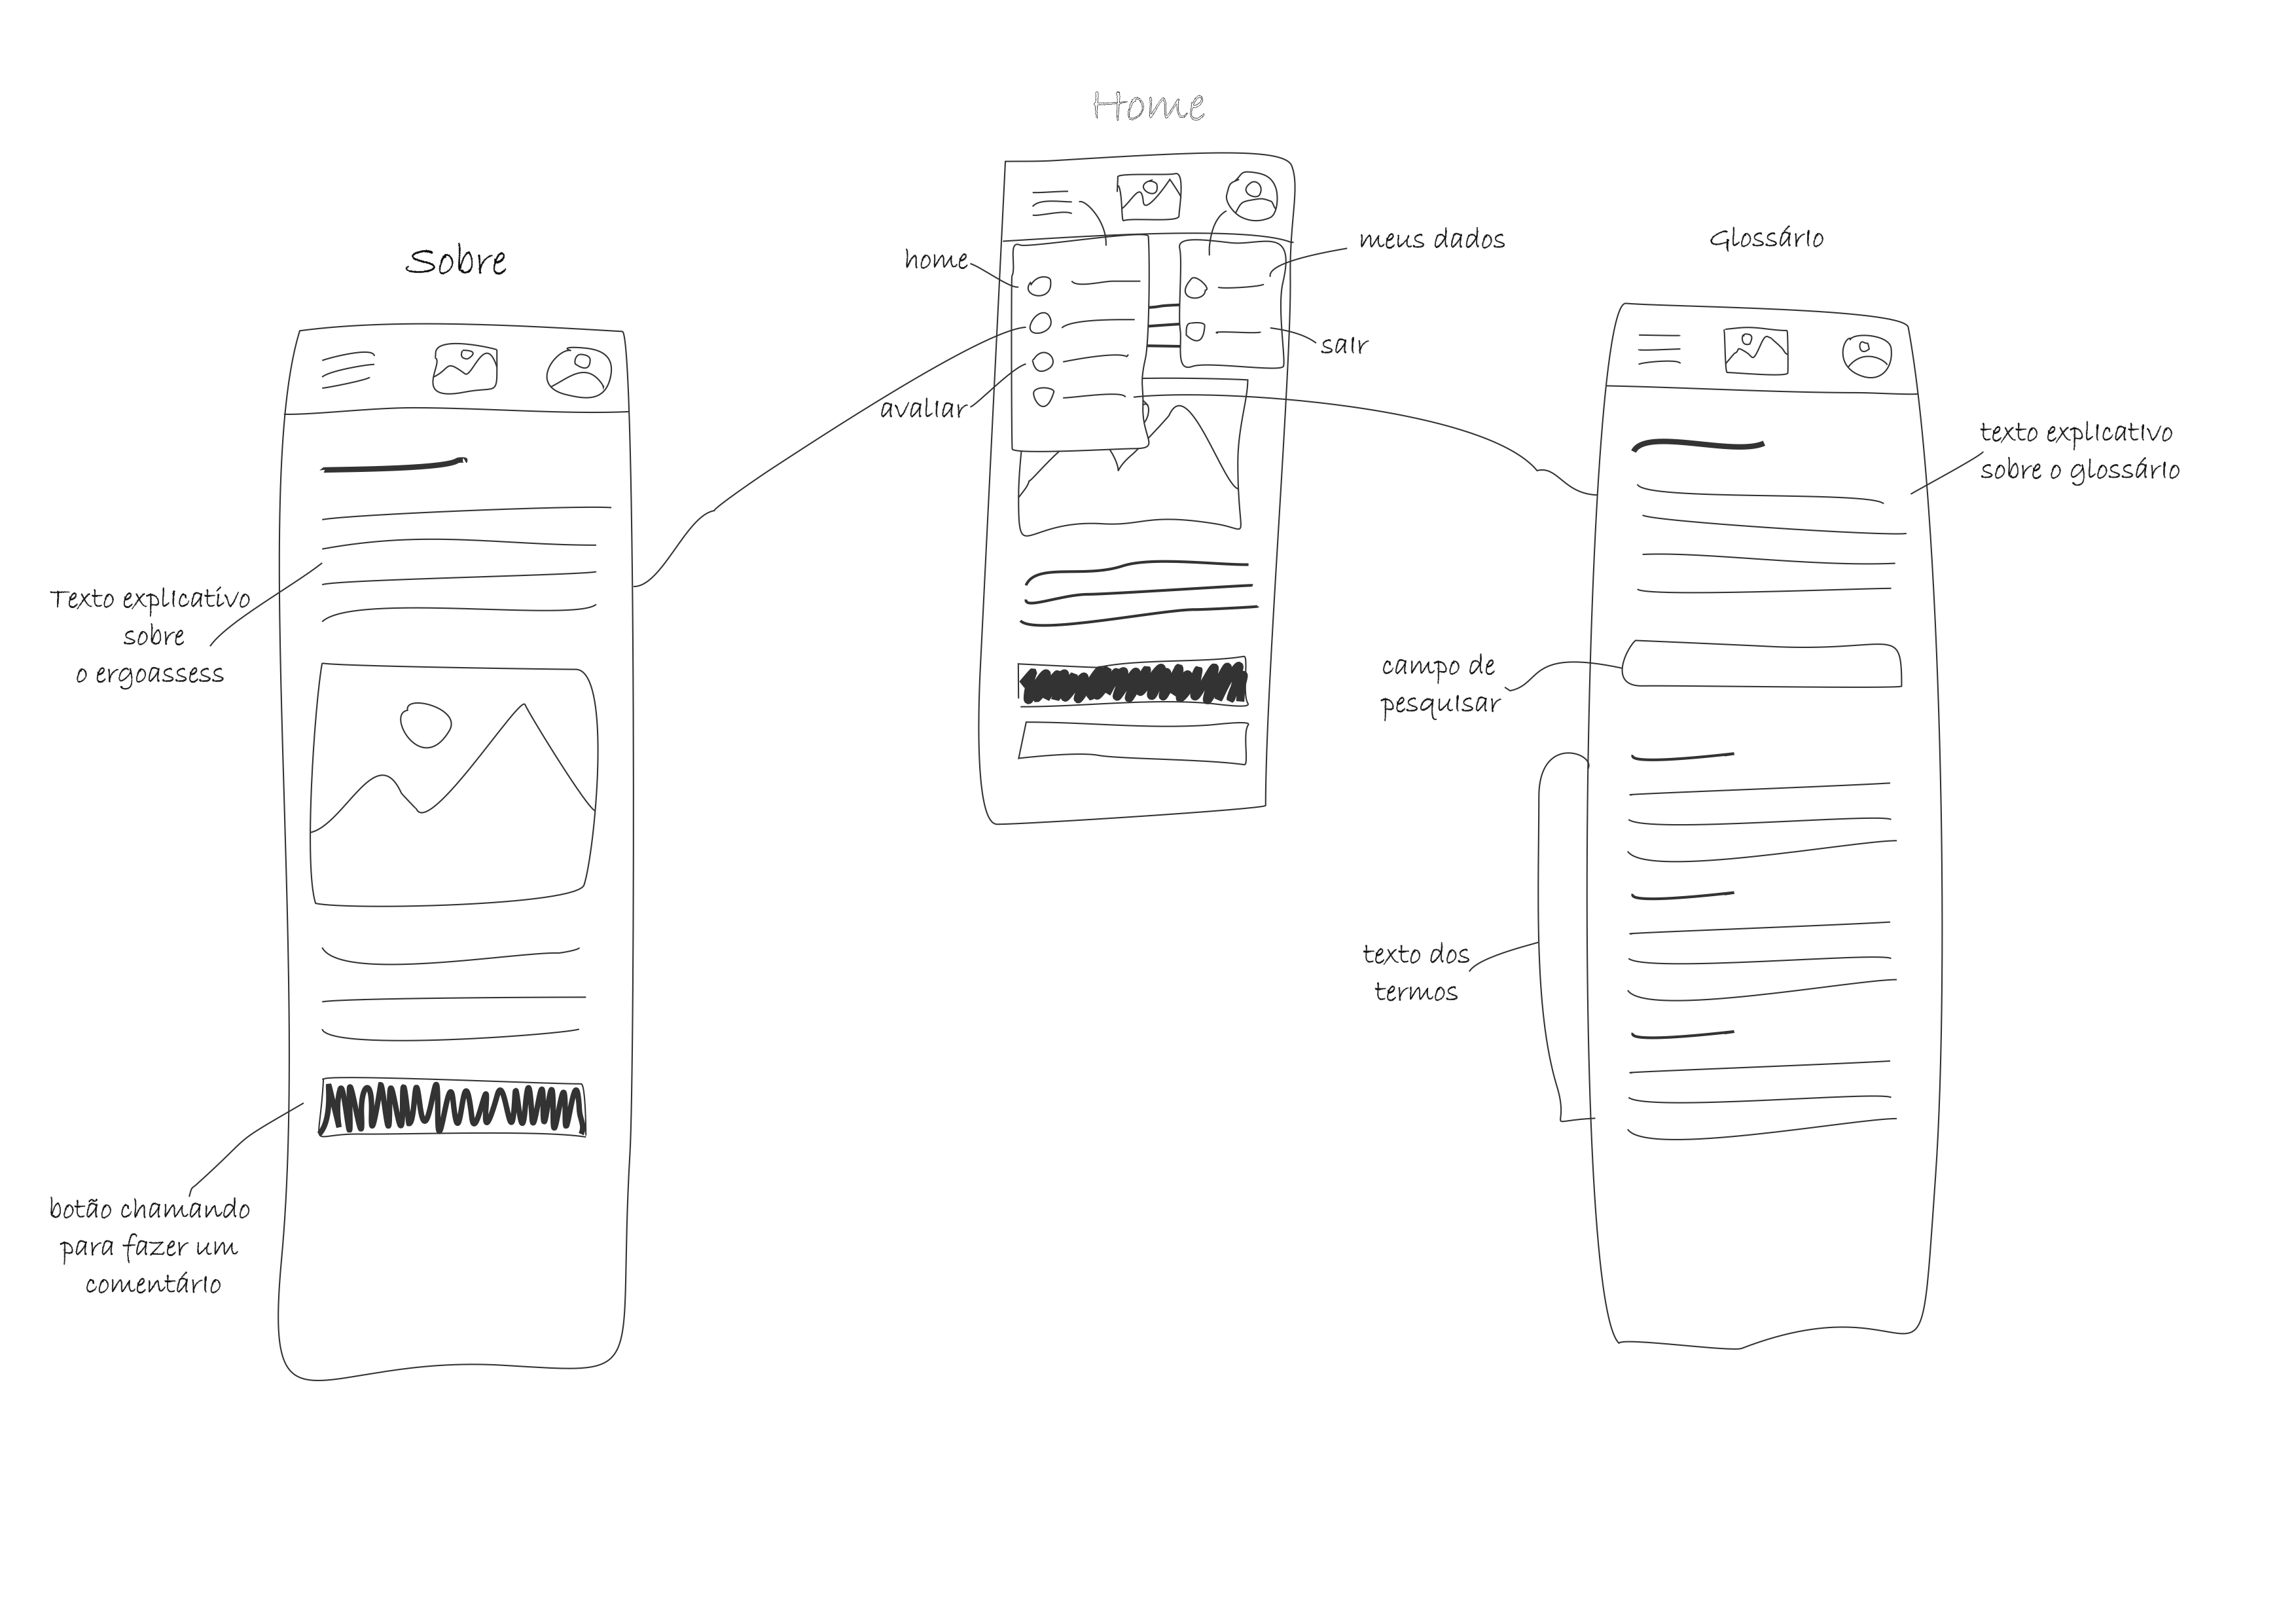 Home
Sobre
home
avaliar
meus dados
sair
Glossário
Texto explicativo
sobre
o ergoassess
botão chamando
para fazer um
comentário
texto explicativo
sobre o glossário
campo de
pesquisar
texto dos
termos